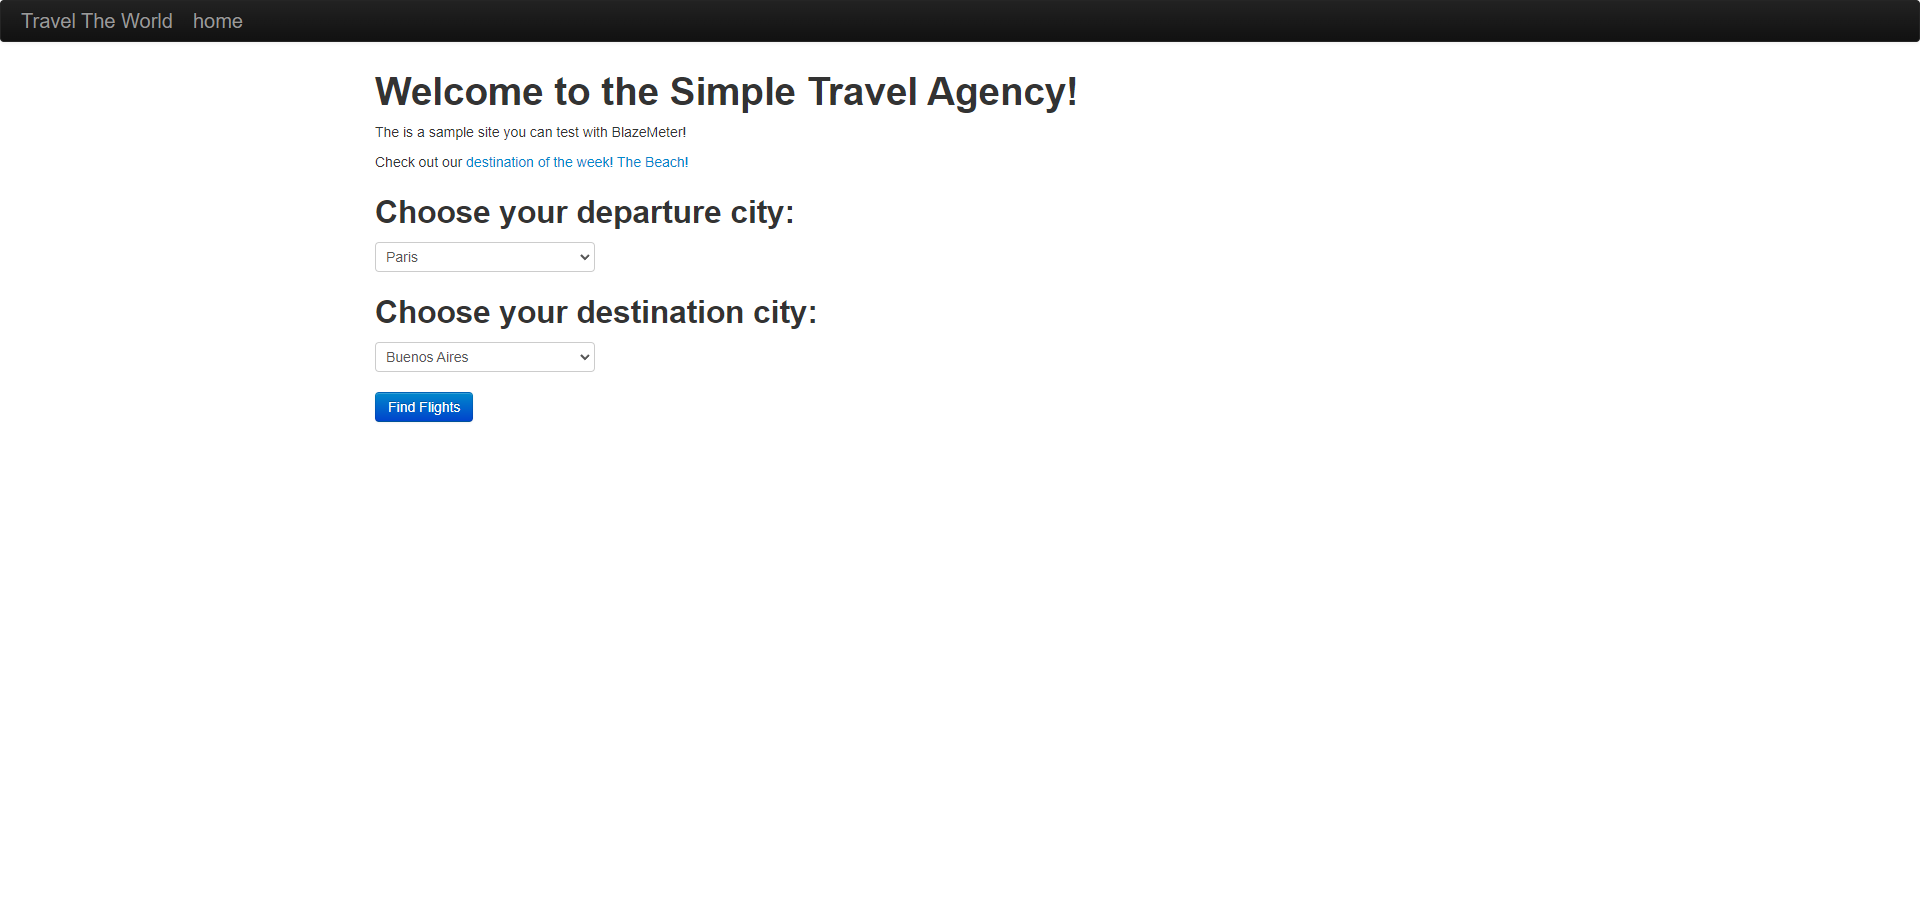 Travel The World home
Welcome to the Simple Travel Agency!
The is a sample site you can test with BlazeMeter!
Check out our destination of the week! The Beach!
Choose your departure city:
Paris
Choose your destination city:
Buenos Aires
Find Flights